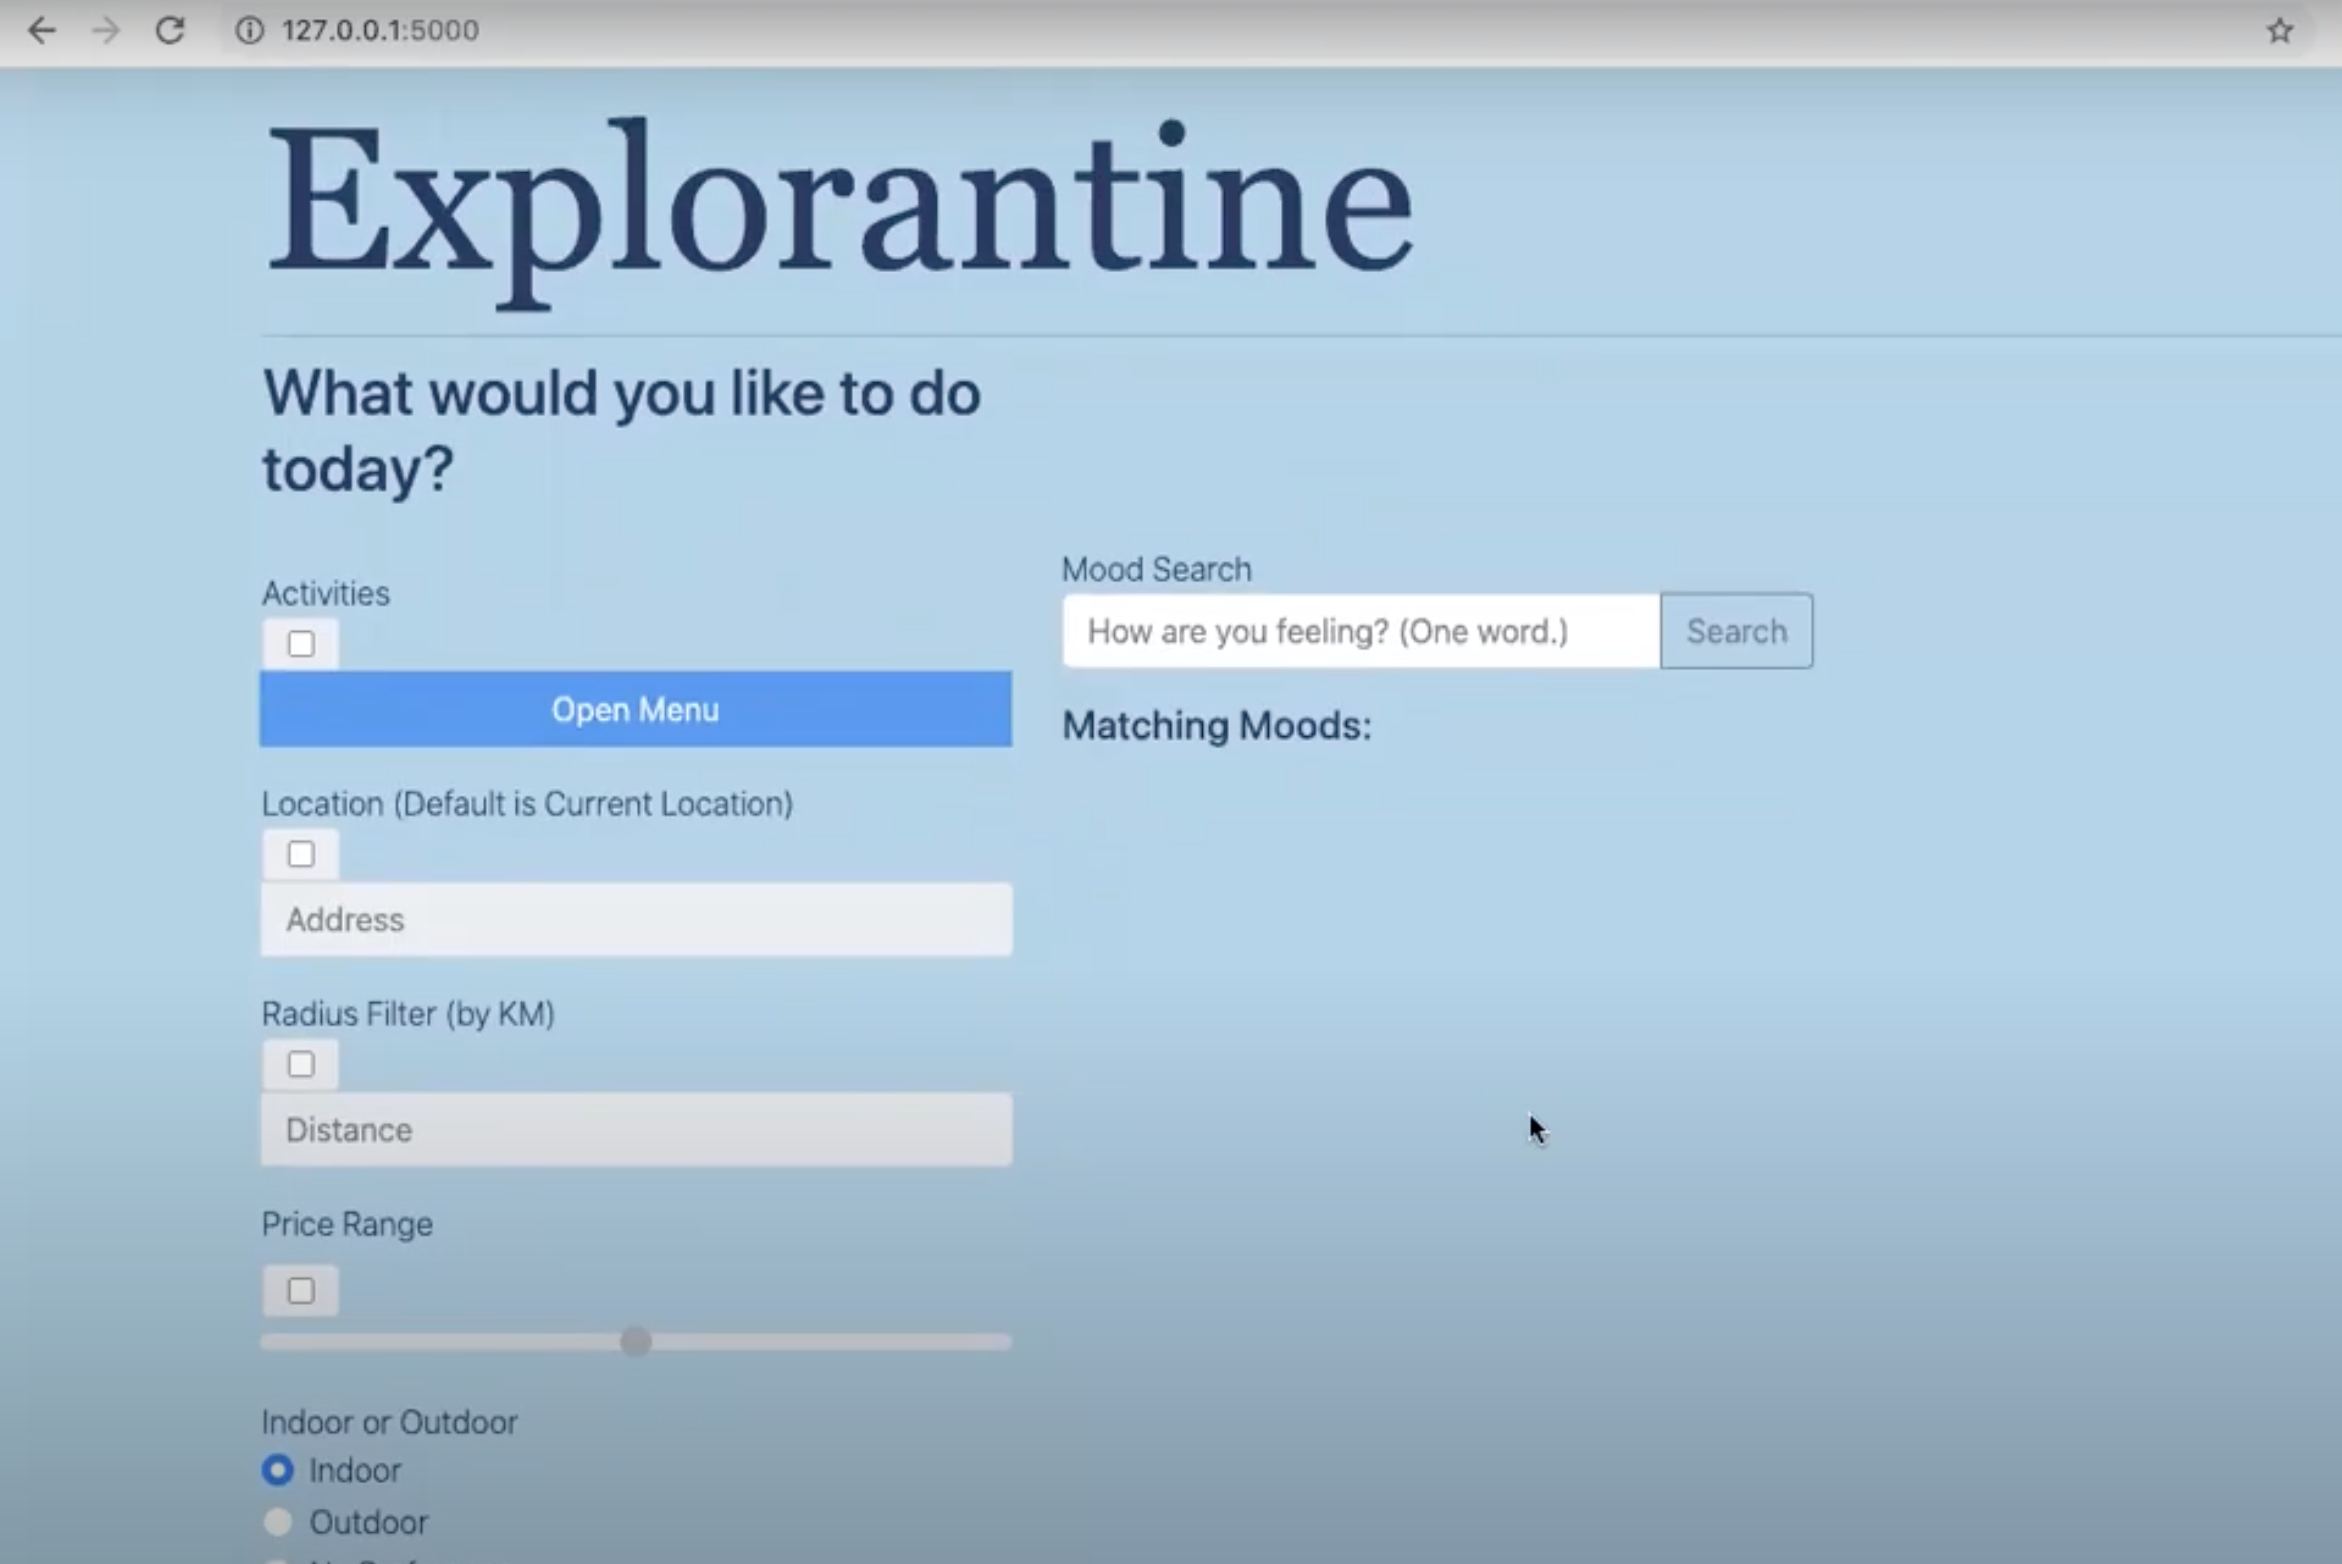 127.0.0.1:5000
Explorantine
What would you like to do
today?
Activities
Open Menu
Location (Default is Current Location)
Address
Radius Filter (by KM)
Distance
Price Range
Indoor or Outdoor
Indoor
Outdoor
Mood Search
How are you feeling? (One word.)
Search
Matching Moods: